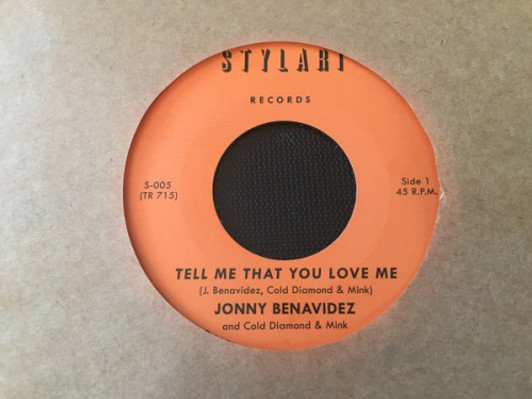 STYLART
RECORDS
S-005
(TR 715)
Side 1
45 R.P.M.
TELL ME THAT YOU LOVE ME
(J. Benavidez, Cold Diamond & Mink)
JONNY BENAVIDEZ
and Cold Diamond & Mink